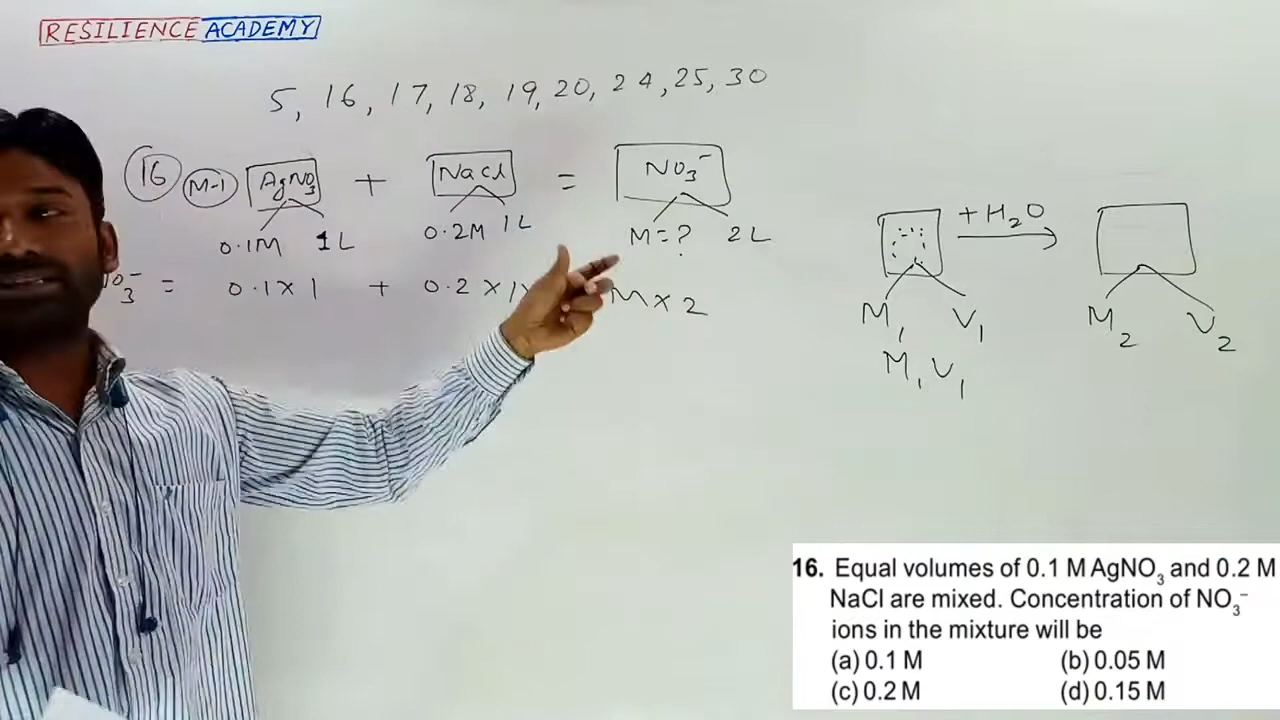 RESILIENCE ACADEMY
5, 16, 17, 18, 19, 20, 24, 25, 30
16 M-1 AgNO₃ + NaCl = NO₃⁻
0.1M 1L 0.2M 1L M=? 2L
= 0.1×1 + 0.2×1 M×2
+H₂O
M₁ V₁ M₂ V₂
M₁V₁
16. Equal volumes of 0.1 M AgNO₃ and 0.2 M
NaCl are mixed. Concentration of NO₃⁻
ions in the mixture will be
(a) 0.1 M (b) 0.05 M
(c) 0.2 M (d) 0.15 M